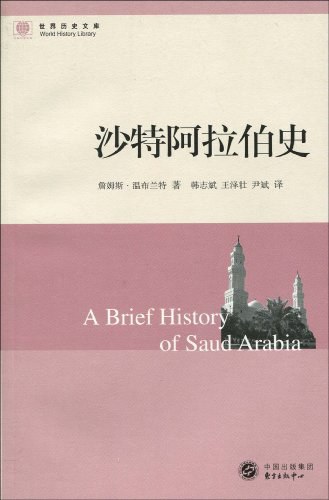 世界历史文库
World History Library
沙特阿拉伯史
詹姆斯·温布兰特 著 韩志斌 王泽壮 尹斌 译
A Brief History
of Saud Arabia
中国出版集团
东方出版中心